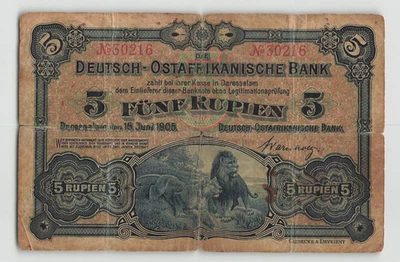 5 5
№30216 №30216
DIE
DEUTSCH-OSTAFRIKANISCHE BANK
zahlt bei ihrer Kasse in Daressalam
dem Einlieferer dieser Banknote ohne Legitimationsprüfung
5 FÜNF RUPIEN 5
Daressalam, den 15. Juni 1905. DEUTSCH-OSTAFRIKANISCHE BANK.
5 RUPIEN 5 5 RUPIEN 5
GIESECKE & DEVRIENT